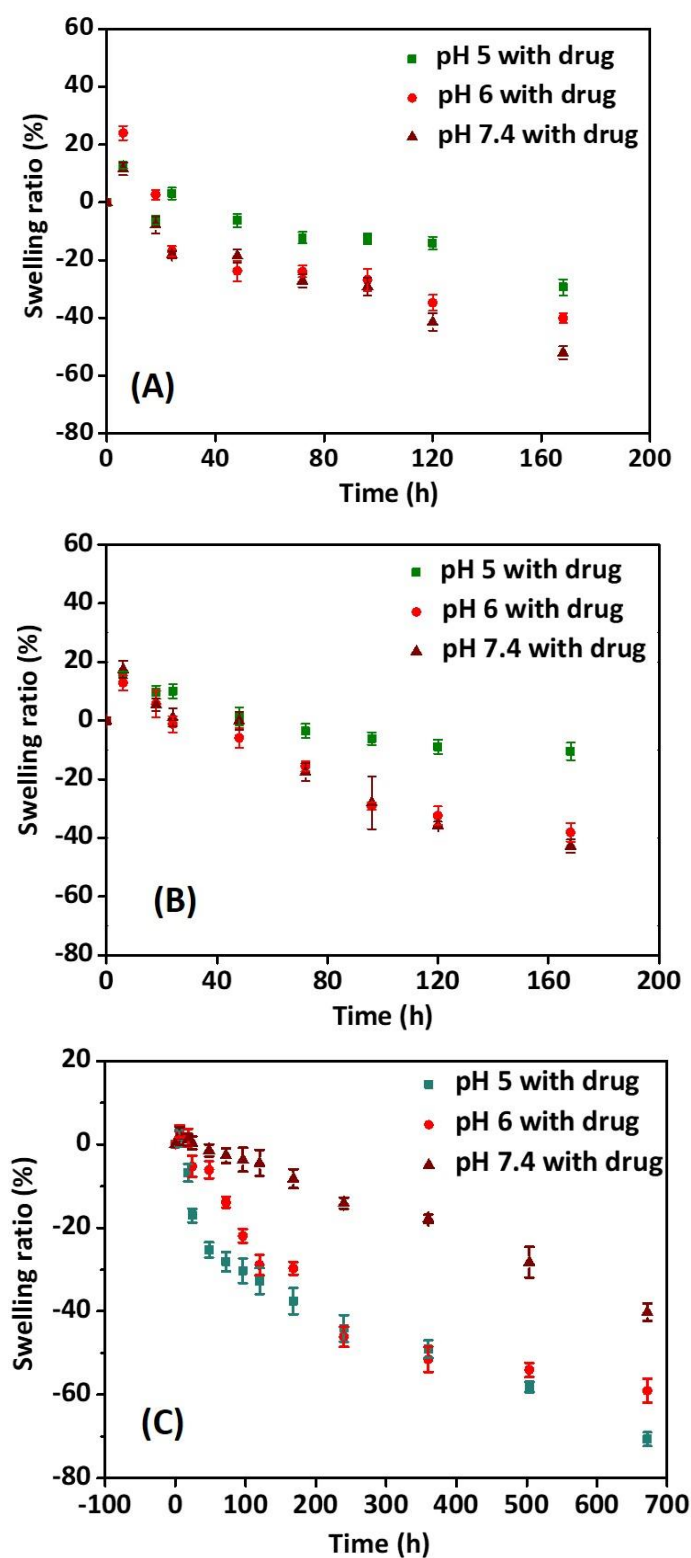 60
40
20
0
-20
-40
-60
-80
Swelling ratio (%)
pH 5 with drug
pH 6 with drug
pH 7.4 with drug
(A)
0 40 80 120 160 200
Time (h)
60
40
20
0
-20
-40
-60
-80
Swelling ratio (%)
pH 5 with drug
pH 6 with drug
pH 7.4 with drug
(B)
0 40 80 120 160 200
Time (h)
20
0
-20
-40
-60
-80
Swelling ratio (%)
pH 5 with drug
pH 6 with drug
pH 7.4 with drug
(C)
-100 0 100 200 300 400 500 600 700
Time (h)